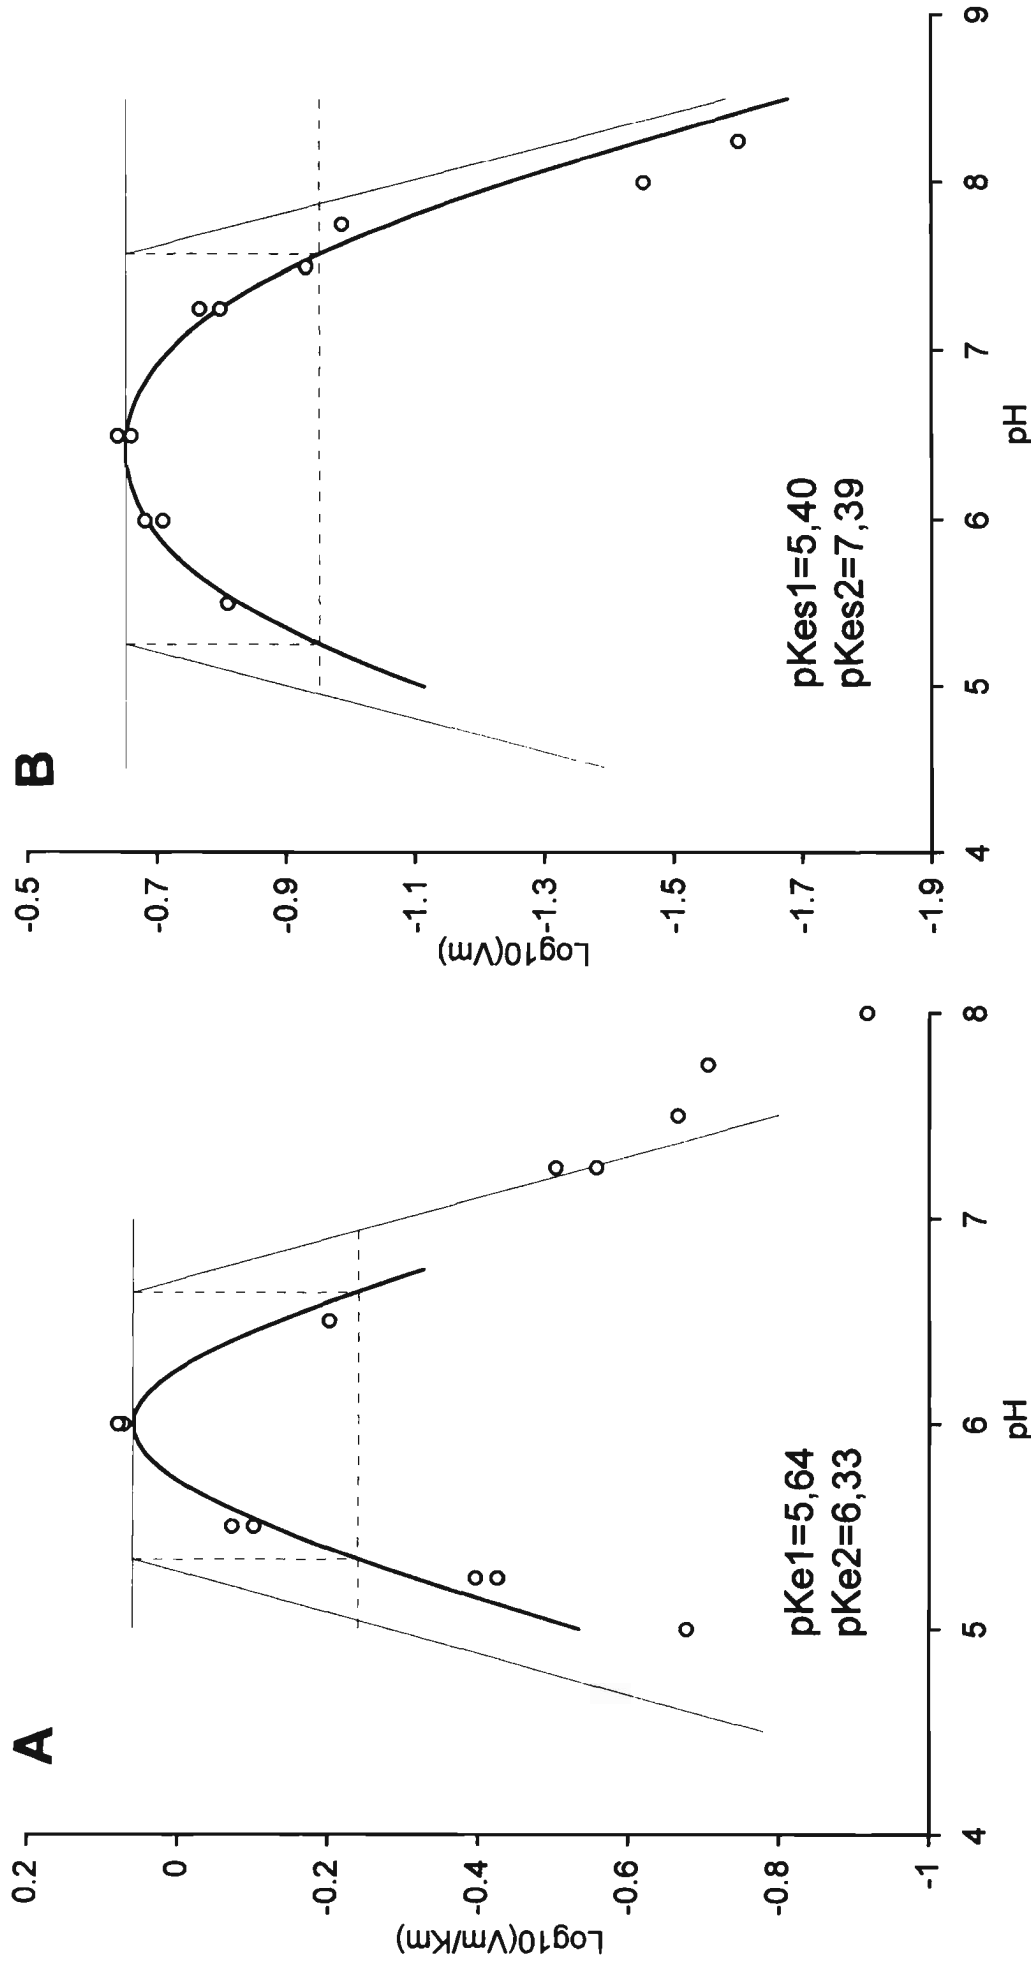 A
0.2
0
-0.2
-0.4
-0.6
-0.8
-1
Log10(Vm/Km)
4
5
6
7
8
pH
pKe1=5,64
pKe2=6,33
B
-0.5
-0.7
-0.9
-1.1
-1.3
-1.5
-1.7
-1.9
Log10(Vm)
4
5
6
7
8
9
pH
pKes1=5,40
pKes2=7,39